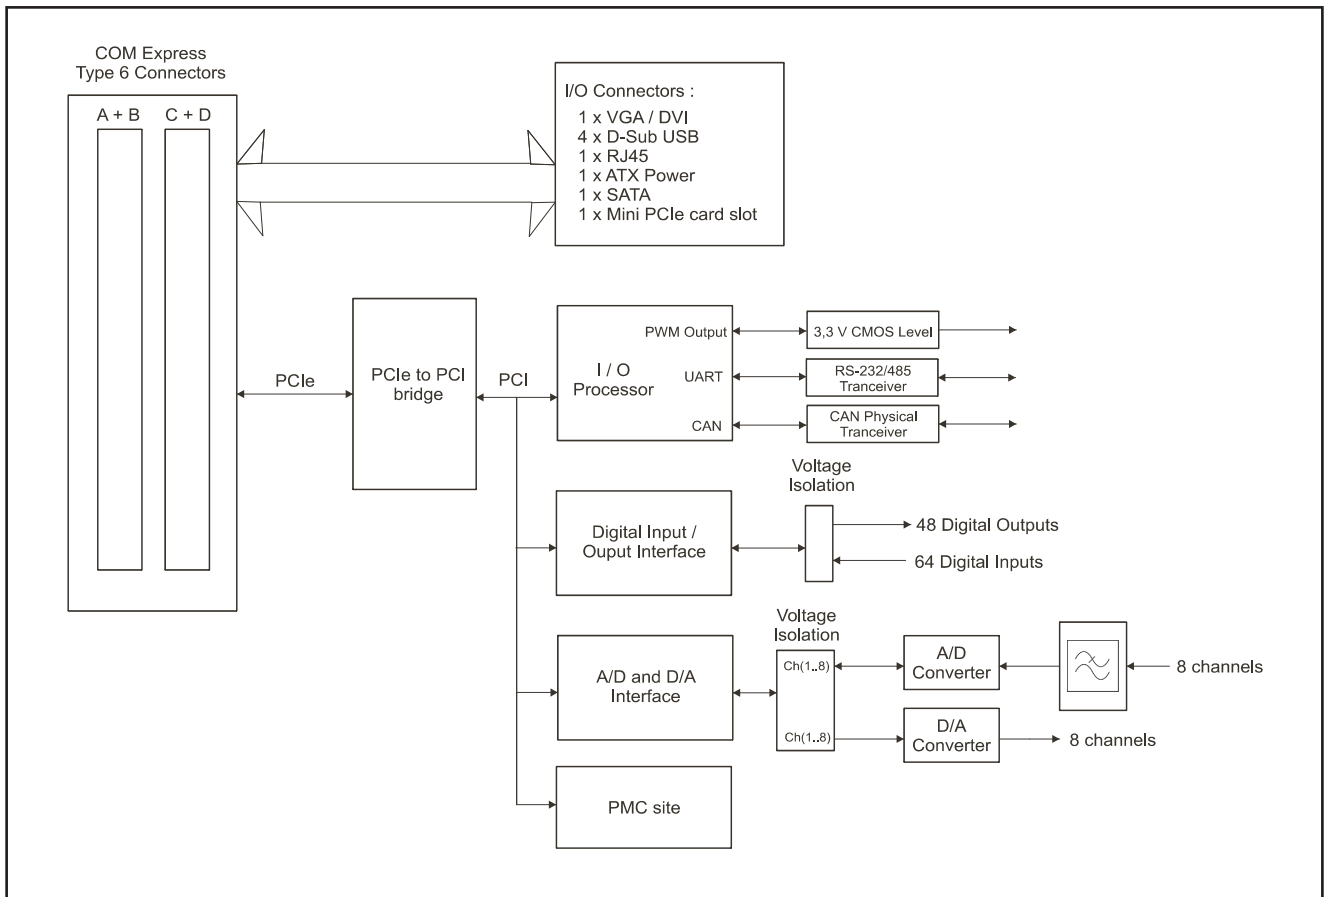 COM Express
Type 6 Connectors
A + B
C + D
I/O Connectors :
1 x VGA / DVI
4 x D-Sub USB
1 x RJ45
1 x ATX Power
1 x SATA
1 x Mini PCIe card slot
PCIe
PCIe to PCI
bridge
PCI
I / O
Processor
PWM Output
UART
CAN
3,3 V CMOS Level
RS-232/485
Tranceiver
CAN Physical
Tranceiver
Digital Input /
Ouput Interface
Voltage
Isolation
48 Digital Outputs
64 Digital Inputs
A/D and D/A
Interface
Voltage
Isolation
Ch(1..8)
Ch(1..8)
A/D
Converter
8 channels
D/A
Converter
8 channels
PMC site